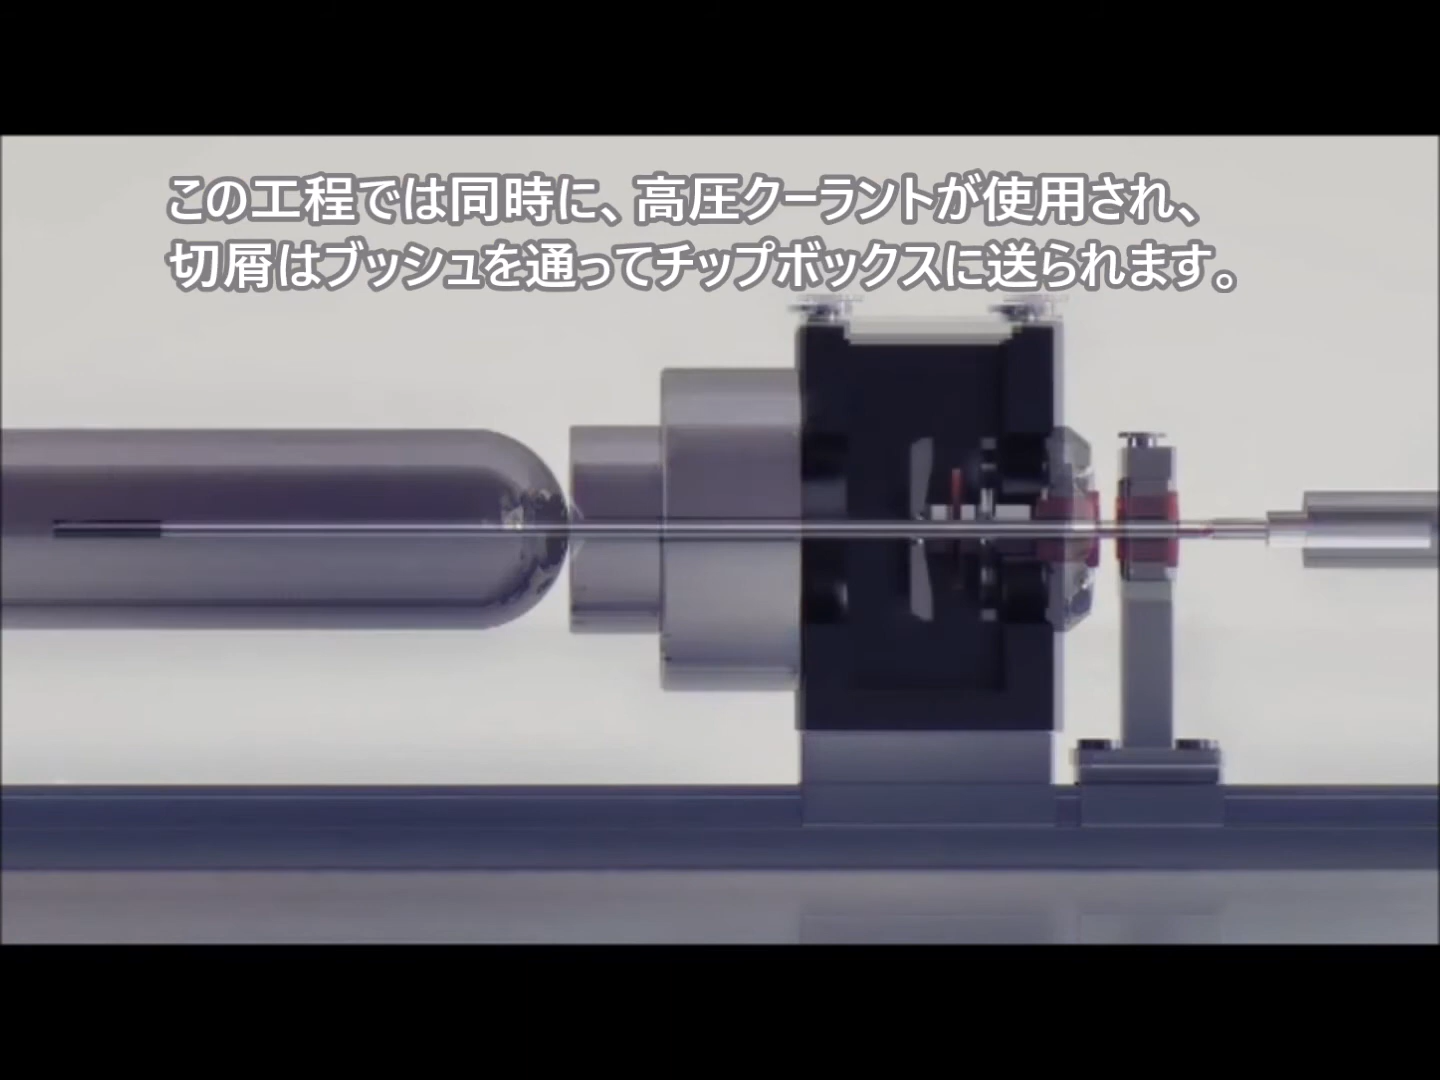 この工程では同時に、高圧クーラントが使用され、
切屑はブッシュを通ってチップボックスに送られます。